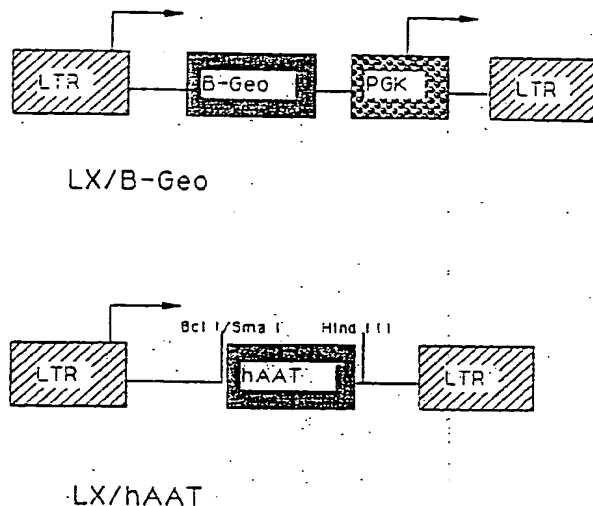 LTR B-Geo PGK LTR
LX/B-Geo
Bcl I/Sma I Hind III
LTR hAAT LTR
LX/hAAT